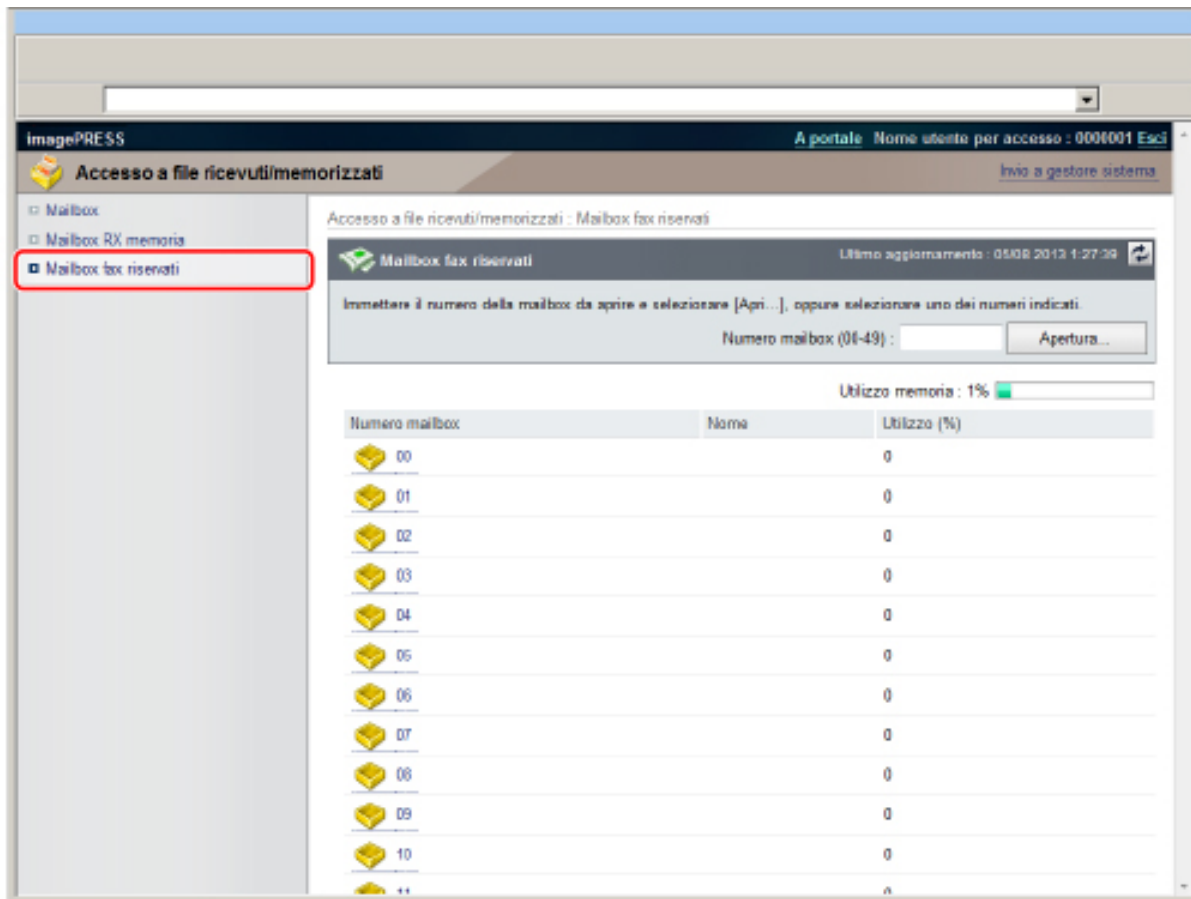 imagePRESS
A portale Nome utente per accesso : 0000001 Esci
Accesso a file ricevuti/memorizzati
Invio a gestore sistema
Mailbox
Mailbox RX memoria
Mailbox fax riservati
Accesso a file ricevuti/memorizzati : Mailbox fax riservati
Mailbox fax riservati
Ultimo aggiornamento : 05/08 2013 1:27:39
Immettere il numero della mailbox da aprire e selezionare [Apri...], oppure selezionare uno dei numeri indicati.
Numero mailbox (00-49) :
Apertura...
Utilizzo memoria : 1%
Numero mailbox Nome Utilizzo (%)
00 0
01 0
02 0
03 0
04 0
05 0
06 0
07 0
08 0
09 0
10 0
11 0